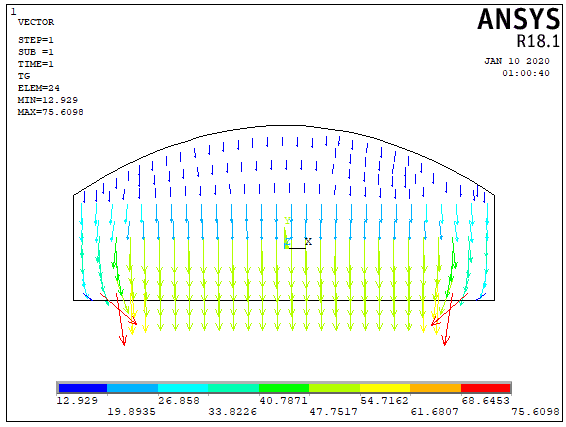 1
VECTOR
STEP=1
SUB =1
TIME=1
TG
ELEM=24
MIN=12.929
MAX=75.6098
ANSYS
R18.1
JAN 10 2020
01:00:40
Y
Z X
12.929 26.858 40.7871 54.7162 68.6453
19.8935 33.8226 47.7517 61.6807 75.6098